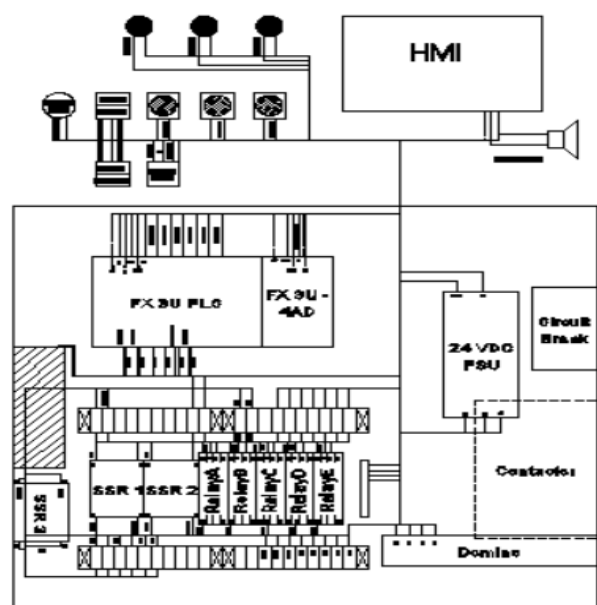 HMI
FX 3U PLC
FX 3U -
4AD
24 VDC
PSU
Circuit
Break
Contactor
SSR 3
SSR 1
SSR 2
RelayA
RelayB
RelayC
RelayD
RelayE
Domino